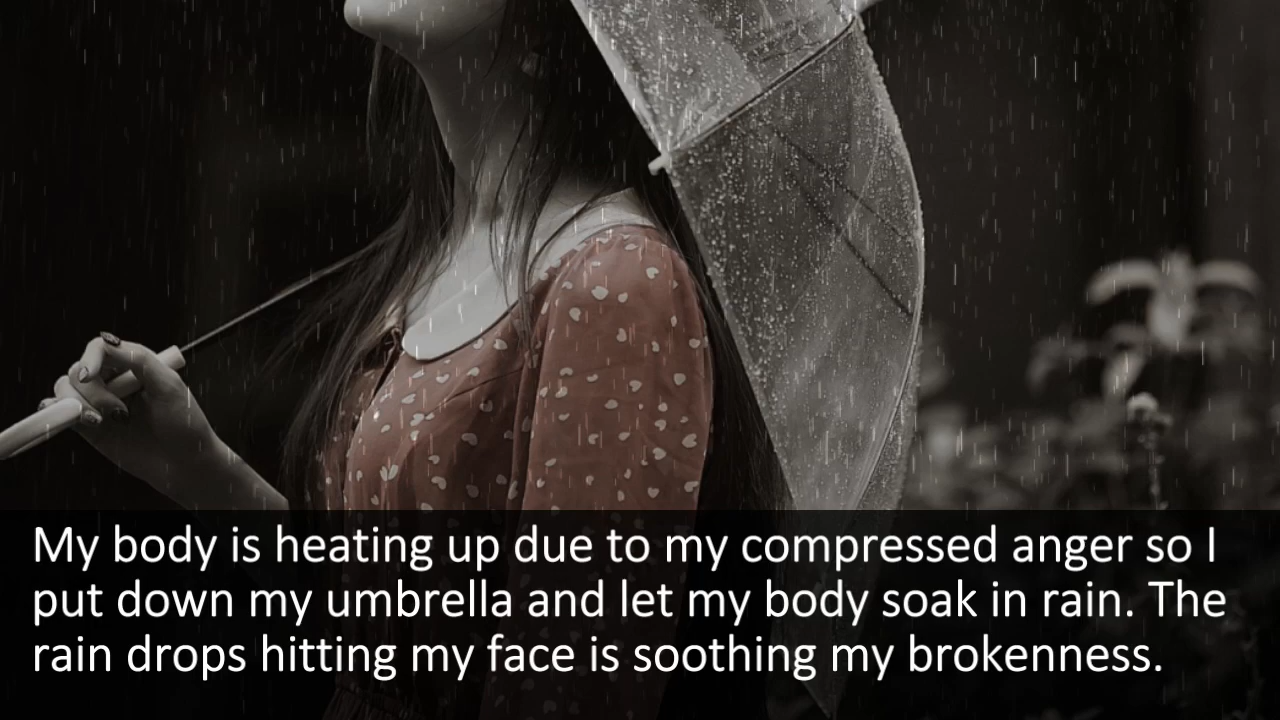 My body is heating up due to my compressed anger so I
put down my umbrella and let my body soak in rain. The
rain drops hitting my face is soothing my brokenness.